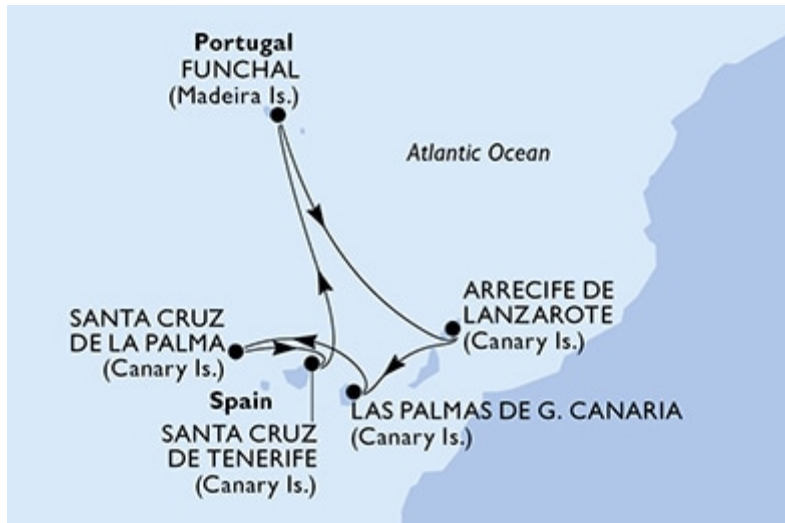 Portugal
FUNCHAL
(Madeira Is.)
Atlantic Ocean
ARRECIFE DE
LANZAROTE
(Canary Is.)
SANTA CRUZ
DE LA PALMA
(Canary Is.)
Spain
LAS PALMAS DE G. CANARIA
(Canary Is.)
SANTA CRUZ
DE TENERIFE
(Canary Is.)